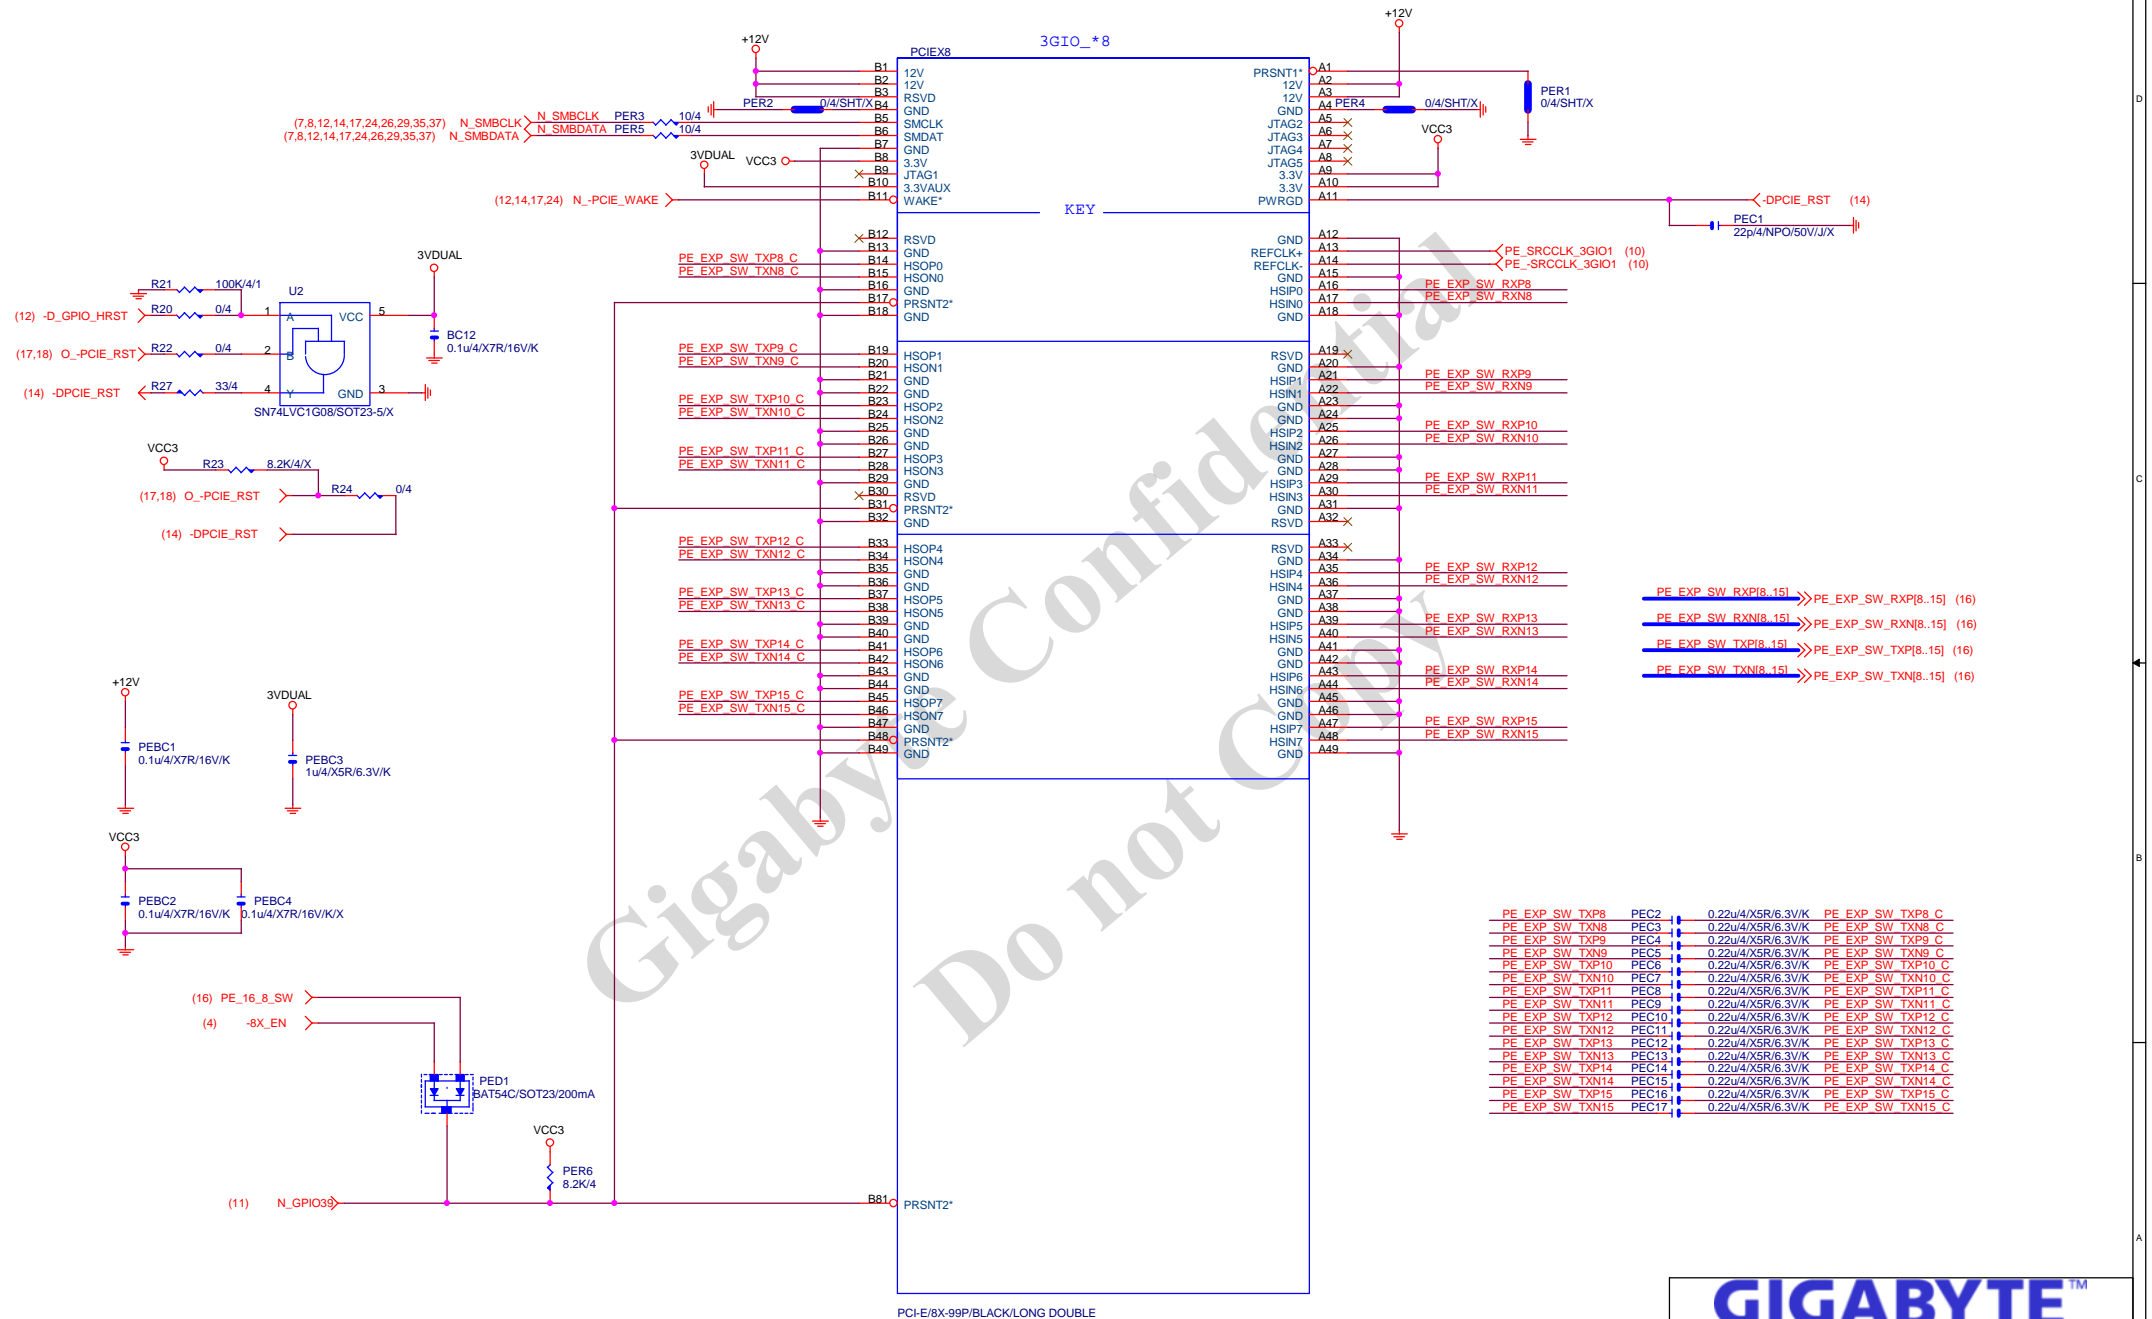 +12V
3GIO_*8
+12V
PCIEX8
B1 12V
B2 12V
B3 RSVD
PER2 0/4/SHT/X B4 GND
(7,8,12,14,17,24,26,29,35,37) N_SMBCLK N_SMBCLK PER3 10/4 B5 SMCLK
(7,8,12,14,17,24,26,29,35,37) N_SMBDATA N_SMBDATA PER5 10/4 B6 SMDAT
B7 GND
3VDUAL VCC3 B8 3.3V
B9 JTAG1
B10 3.3VAUX
(12,14,17,24) N_-PCIE_WAKE B11 WAKE*
PRSNT1* A1
12V A2
12V A3
GND A4 PER4 0/4/SHT/X
PER1
0/4/SHT/X
JTAG2 A5
JTAG3 A6
JTAG4 A7
JTAG5 A8
VCC3
3.3V A9
3.3V A10
PWRGD A11 -DPCIE_RST (14)
PEC1
22p/4/NPO/50V/J/X
KEY
B12 RSVD
B13 GND
PE_EXP_SW_TXP8_C B14 HSOP0
PE_EXP_SW_TXN8_C B15 HSON0
B16 GND
B17 PRSNT2*
B18 GND
GND A12
REFCLK+ A13 PE_SRCCLK_3GIO1 (10)
REFCLK- A14 PE_-SRCCLK_3GIO1 (10)
GND A15
HSIP0 A16 PE_EXP_SW_RXP8
HSIN0 A17 PE_EXP_SW_RXN8
GND A18
PE_EXP_SW_TXP9_C B19 HSOP1
PE_EXP_SW_TXN9_C B20 HSON1
B21 GND
B22 GND
PE_EXP_SW_TXP10_C B23 HSOP2
PE_EXP_SW_TXN10_C B24 HSON2
B25 GND
B26 GND
PE_EXP_SW_TXP11_C B27 HSOP3
PE_EXP_SW_TXN11_C B28 HSON3
B29 GND
B30 RSVD
B31 PRSNT2*
B32 GND
RSVD A19
GND A20
HSIP1 A21 PE_EXP_SW_RXP9
HSIN1 A22 PE_EXP_SW_RXN9
GND A23
GND A24
HSIP2 A25 PE_EXP_SW_RXP10
HSIN2 A26 PE_EXP_SW_RXN10
GND A27
GND A28
HSIP3 A29 PE_EXP_SW_RXP11
HSIN3 A30 PE_EXP_SW_RXN11
GND A31
RSVD A32
PE_EXP_SW_TXP12_C B33 HSOP4
PE_EXP_SW_TXN12_C B34 HSON4
B35 GND
B36 GND
PE_EXP_SW_TXP13_C B37 HSOP5
PE_EXP_SW_TXN13_C B38 HSON5
B39 GND
B40 GND
PE_EXP_SW_TXP14_C B41 HSOP6
PE_EXP_SW_TXN14_C B42 HSON6
B43 GND
B44 GND
PE_EXP_SW_TXP15_C B45 HSOP7
PE_EXP_SW_TXN15_C B46 HSON7
B47 GND
B48 PRSNT2*
B49 GND
RSVD A33
GND A34
HSIP4 A35 PE_EXP_SW_RXP12
HSIN4 A36 PE_EXP_SW_RXN12
GND A37
GND A38
HSIP5 A39 PE_EXP_SW_RXP13
HSIN5 A40 PE_EXP_SW_RXN13
GND A41
GND A42
HSIP6 A43 PE_EXP_SW_RXP14
HSIN6 A44 PE_EXP_SW_RXN14
GND A45
GND A46
HSIP7 A47 PE_EXP_SW_RXP15
HSIN7 A48 PE_EXP_SW_RXN15
GND A49
3VDUAL
R21 100K/4/1
U2
(12) -D_GPIO_HRST R20 0/4 1 A VCC 5
BC12
0.1u/4/X7R/16V/K
(17,18) O_-PCIE_RST R22 0/4 2 B
(14) -DPCIE_RST R27 33/4 4 Y GND 3
SN74LVC1G08/SOT23-5/X
VCC3
R23 8.2K/4/X
(17,18) O_-PCIE_RST R24 0/4
(14) -DPCIE_RST
PE_EXP_SW_RXP[8..15] PE_EXP_SW_RXP[8..15] (16)
PE_EXP_SW_RXN[8..15] PE_EXP_SW_RXN[8..15] (16)
PE_EXP_SW_TXP[8..15] PE_EXP_SW_TXP[8..15] (16)
PE_EXP_SW_TXN[8..15] PE_EXP_SW_TXN[8..15] (16)
+12V
3VDUAL
PEBC1
0.1u/4/X7R/16V/K
PEBC3
1u/4/X5R/6.3V/K
VCC3
PEBC2
0.1u/4/X7R/16V/K
PEBC4
0.1u/4/X7R/16V/K/X
PE_EXP_SW_TXP8 PEC2 0.22u/4/X5R/6.3V/K PE_EXP_SW_TXP8_C
PE_EXP_SW_TXN8 PEC3 0.22u/4/X5R/6.3V/K PE_EXP_SW_TXN8_C
PE_EXP_SW_TXP9 PEC4 0.22u/4/X5R/6.3V/K PE_EXP_SW_TXP9_C
PE_EXP_SW_TXN9 PEC5 0.22u/4/X5R/6.3V/K PE_EXP_SW_TXN9_C
PE_EXP_SW_TXP10 PEC6 0.22u/4/X5R/6.3V/K PE_EXP_SW_TXP10_C
PE_EXP_SW_TXN10 PEC7 0.22u/4/X5R/6.3V/K PE_EXP_SW_TXN10_C
PE_EXP_SW_TXP11 PEC8 0.22u/4/X5R/6.3V/K PE_EXP_SW_TXP11_C
PE_EXP_SW_TXN11 PEC9 0.22u/4/X5R/6.3V/K PE_EXP_SW_TXN11_C
PE_EXP_SW_TXP12 PEC10 0.22u/4/X5R/6.3V/K PE_EXP_SW_TXP12_C
PE_EXP_SW_TXN12 PEC11 0.22u/4/X5R/6.3V/K PE_EXP_SW_TXN12_C
PE_EXP_SW_TXP13 PEC12 0.22u/4/X5R/6.3V/K PE_EXP_SW_TXP13_C
PE_EXP_SW_TXN13 PEC13 0.22u/4/X5R/6.3V/K PE_EXP_SW_TXN13_C
PE_EXP_SW_TXP14 PEC14 0.22u/4/X5R/6.3V/K PE_EXP_SW_TXP14_C
PE_EXP_SW_TXN14 PEC15 0.22u/4/X5R/6.3V/K PE_EXP_SW_TXN14_C
PE_EXP_SW_TXP15 PEC16 0.22u/4/X5R/6.3V/K PE_EXP_SW_TXP15_C
PE_EXP_SW_TXN15 PEC17 0.22u/4/X5R/6.3V/K PE_EXP_SW_TXN15_C
(16) PE_16_8_SW
(4) -8X_EN
PED1
BAT54C/SOT23/200mA
VCC3
PER6
8.2K/4
(11) N_GPIO39 B81 PRSNT2*
PCI-E/8X-99P/BLACK/LONG DOUBLE
Gigabyte Confidential
Do not Copy
D
C
B
A
GIGABYTE™